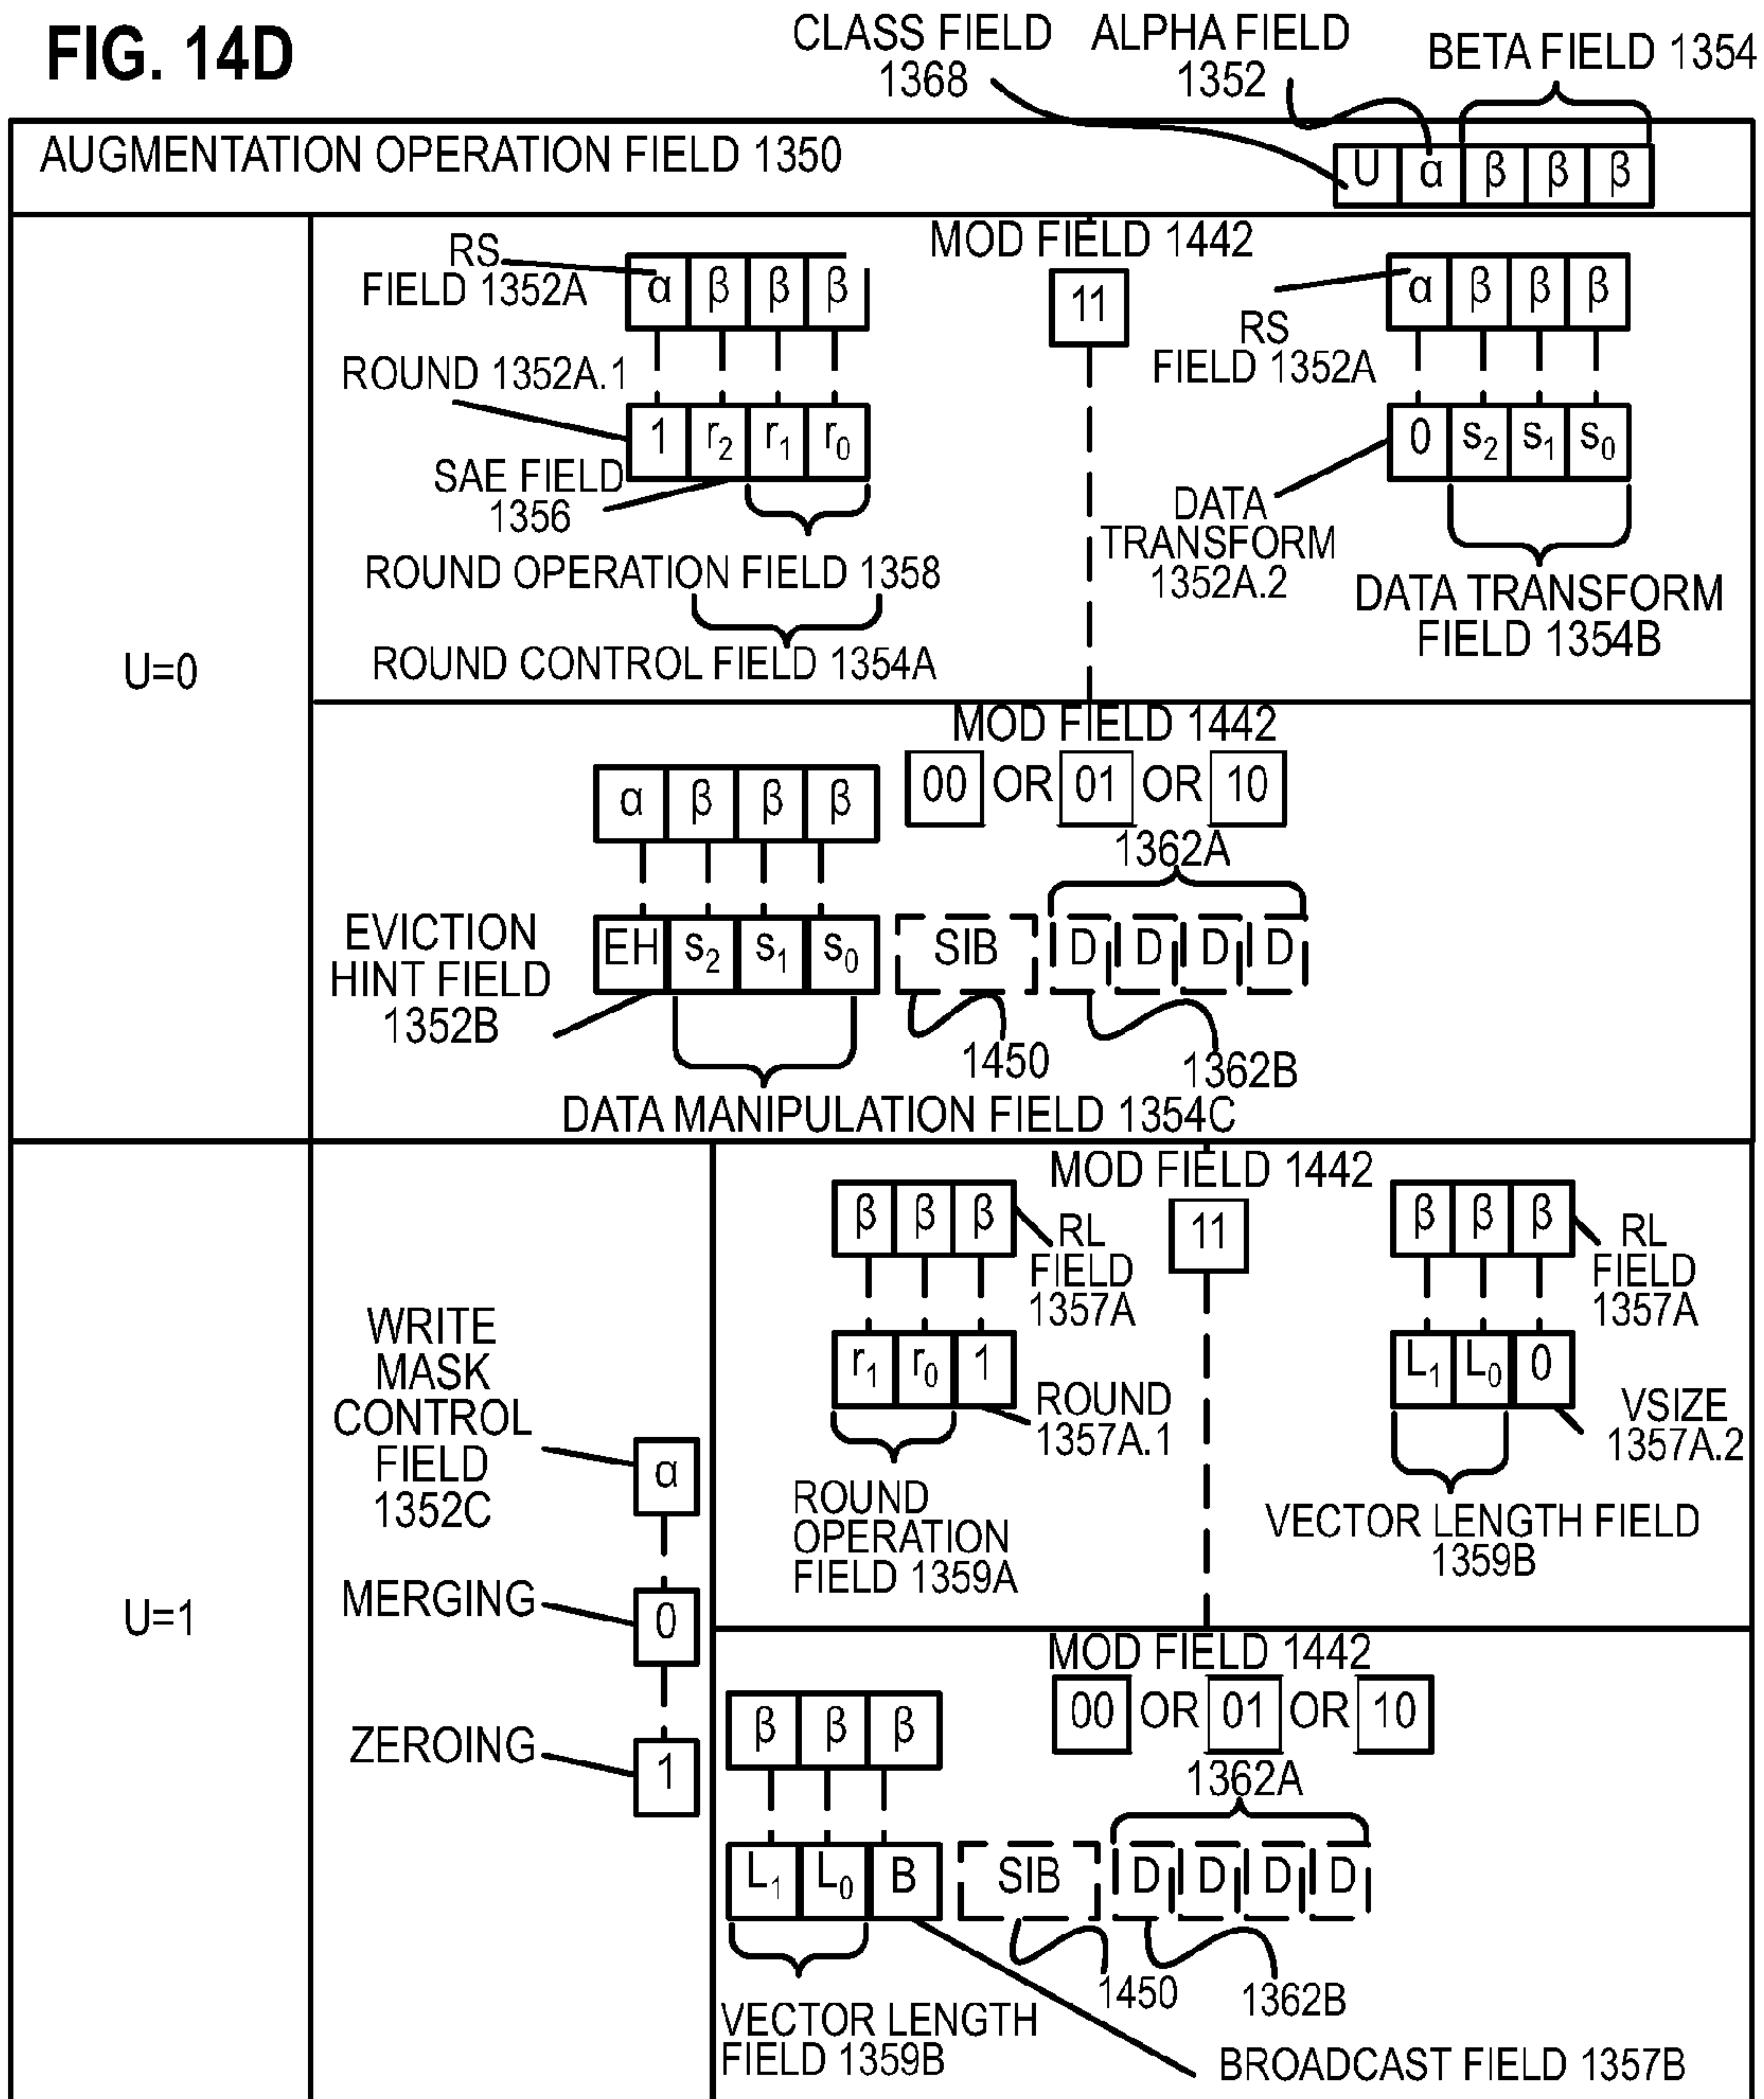 FIG. 14D
CLASS FIELD
1368
ALPHA FIELD
1352
BETA FIELD 1354
AUGMENTATION OPERATION FIELD 1350
U α β β β
U=0
MOD FIELD 1442
11
RS
FIELD 1352A
α β β β
ROUND 1352A.1
1 r2 r1 r0
SAE FIELD
1356
ROUND OPERATION FIELD 1358
ROUND CONTROL FIELD 1354A
α β β β
RS
FIELD 1352A
0 s2 s1 s0
DATA
TRANSFORM
1352A.2
DATA TRANSFORM
FIELD 1354B
MOD FIELD 1442
00 OR 01 OR 10
α β β β
1362A
EVICTION
HINT FIELD
1352B
EH s2 s1 s0 SIB D D D D
1450
1362B
DATA MANIPULATION FIELD 1354C
U=1
WRITE
MASK
CONTROL
FIELD
1352C
α
MERGING
0
ZEROING
1
MOD FIELD 1442
11
β β β
RL
FIELD
1357A
r1 r0 1
ROUND
1357A.1
ROUND
OPERATION
FIELD 1359A
β β β
RL
FIELD
1357A
L1 L0 0
VSIZE
1357A.2
VECTOR LENGTH FIELD
1359B
MOD FIELD 1442
00 OR 01 OR 10
β β β
1362A
L1 L0 B SIB D D D D
1450
1362B
VECTOR LENGTH
FIELD 1359B
BROADCAST FIELD 1357B